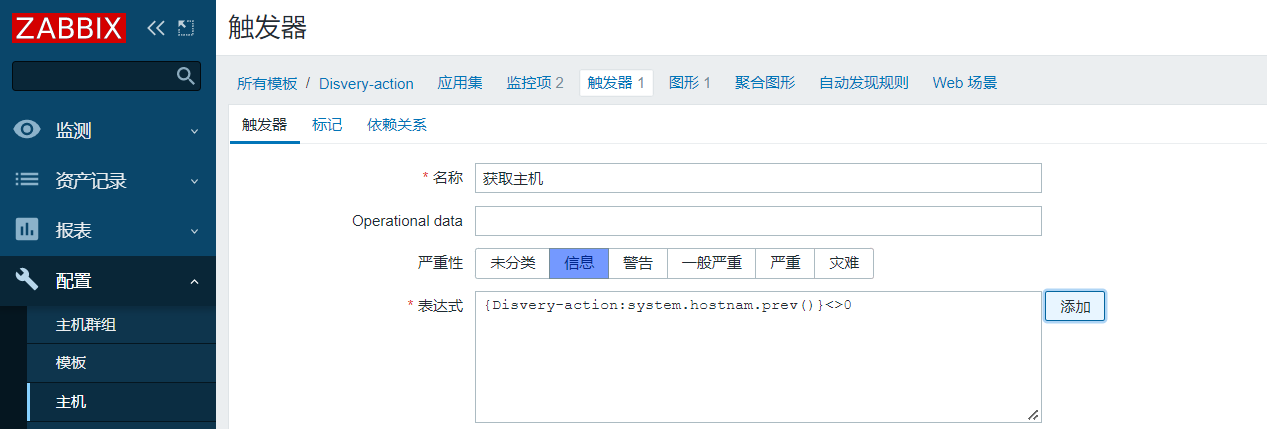 ZABBIX
监测
资产记录
报表
配置
主机群组
模板
主机
触发器
所有模板 / Disvery-action 应用集 监控项 2 触发器 1 图形 1 聚合图形 自动发现规则 Web 场景
触发器 标记 依赖关系
* 名称 获取主机
Operational data
严重性 未分类 信息 警告 一般严重 严重 灾难
* 表达式 {Disvery-action:system.hostnam.prev()}<>0 添加